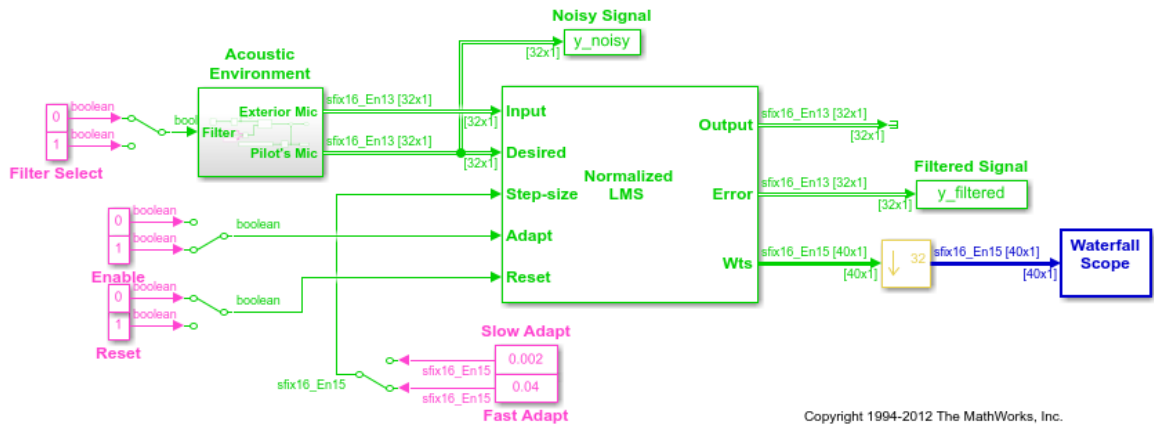 Noisy Signal
y_noisy
[32x1]
Acoustic
Environment
sfix16_En13 [32x1]
Exterior Mic
[32x1]
Input
boolean
0
bool
Filter
boolean
1
Filter Select
sfix16_En13 [32x1]
Pilot's Mic
[32x1]
Desired
Output
sfix16_En13 [32x1]
[32x1]
Normalized
LMS
Step-size
Error
sfix16_En13 [32x1]
[32x1]
Filtered Signal
y_filtered
boolean
0
boolean
1
boolean
Adapt
Enable
Wts
sfix16_En15 [40x1]
[40x1]
32
sfix16_En15 [40x1]
[40x1]
Waterfall
Scope
boolean
0
boolean
1
boolean
Reset
Reset
Slow Adapt
0.002
sfix16_En15
0.04
sfix16_En15
sfix16_En15
Fast Adapt
Copyright 1994-2012 The MathWorks, Inc.